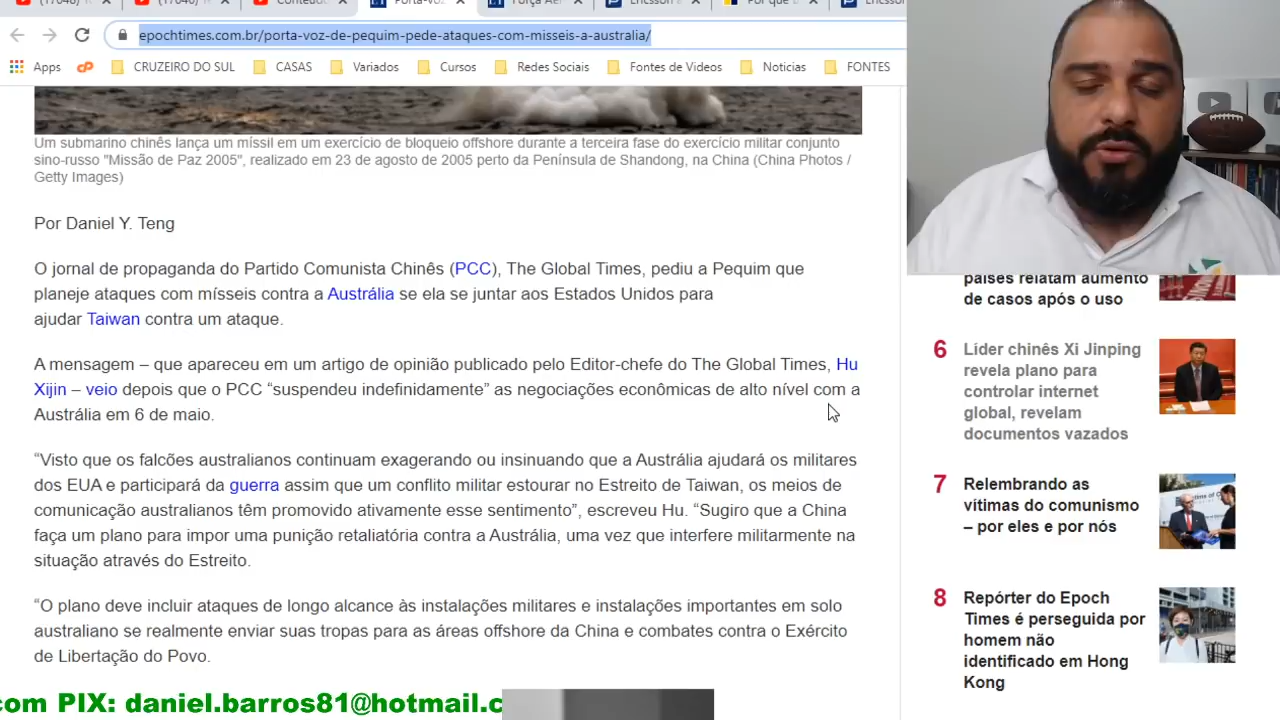 Conteúdo
Porta-voz
Força Aé
Ericsson e
Por que
Ericsson
epochtimes.com.br/porta-voz-de-pequim-pede-ataques-com-misseis-a-australia/
Apps
CRUZEIRO DO SUL
CASAS
Variados
Cursos
Redes Sociais
Fontes de Videos
Noticias
FONTES
Um submarino chinês lança um míssil em um exercício de bloqueio offshore durante a terceira fase do exercício militar conjunto
sino-russo "Missão de Paz 2005", realizado em 23 de agosto de 2005 perto da Península de Shandong, na China (China Photos /
Getty Images)
Por Daniel Y. Teng
O jornal de propaganda do Partido Comunista Chinês (PCC), The Global Times, pediu a Pequim que
planeje ataques com mísseis contra a Austrália se ela se juntar aos Estados Unidos para
ajudar Taiwan contra um ataque.
A mensagem – que apareceu em um artigo de opinião publicado pelo Editor-chefe do The Global Times, Hu
Xijin – veio depois que o PCC “suspendeu indefinidamente” as negociações econômicas de alto nível com a
Austrália em 6 de maio.
“Visto que os falcões australianos continuam exagerando ou insinuando que a Austrália ajudará os militares
dos EUA e participará da guerra assim que um conflito militar estourar no Estreito de Taiwan, os meios de
comunicação australianos têm promovido ativamente esse sentimento”, escreveu Hu. “Sugiro que a China
faça um plano para impor uma punição retaliatória contra a Austrália, uma vez que interfere militarmente na
situação através do Estreito.
“O plano deve incluir ataques de longo alcance às instalações militares e instalações importantes em solo
australiano se realmente enviar suas tropas para as áreas offshore da China e combates contra o Exército
de Libertação do Povo.
países relatam aumento
de casos após o uso
6
Líder chinês Xi Jinping
revela plano para
controlar internet
global, revelam
documentos vazados
7
Relembrando as
vítimas do comunismo
– por eles e por nós
8
Repórter do Epoch
Times é perseguida por
homem não
identificado em Hong
Kong
com PIX: daniel.barros81@hotmail.c